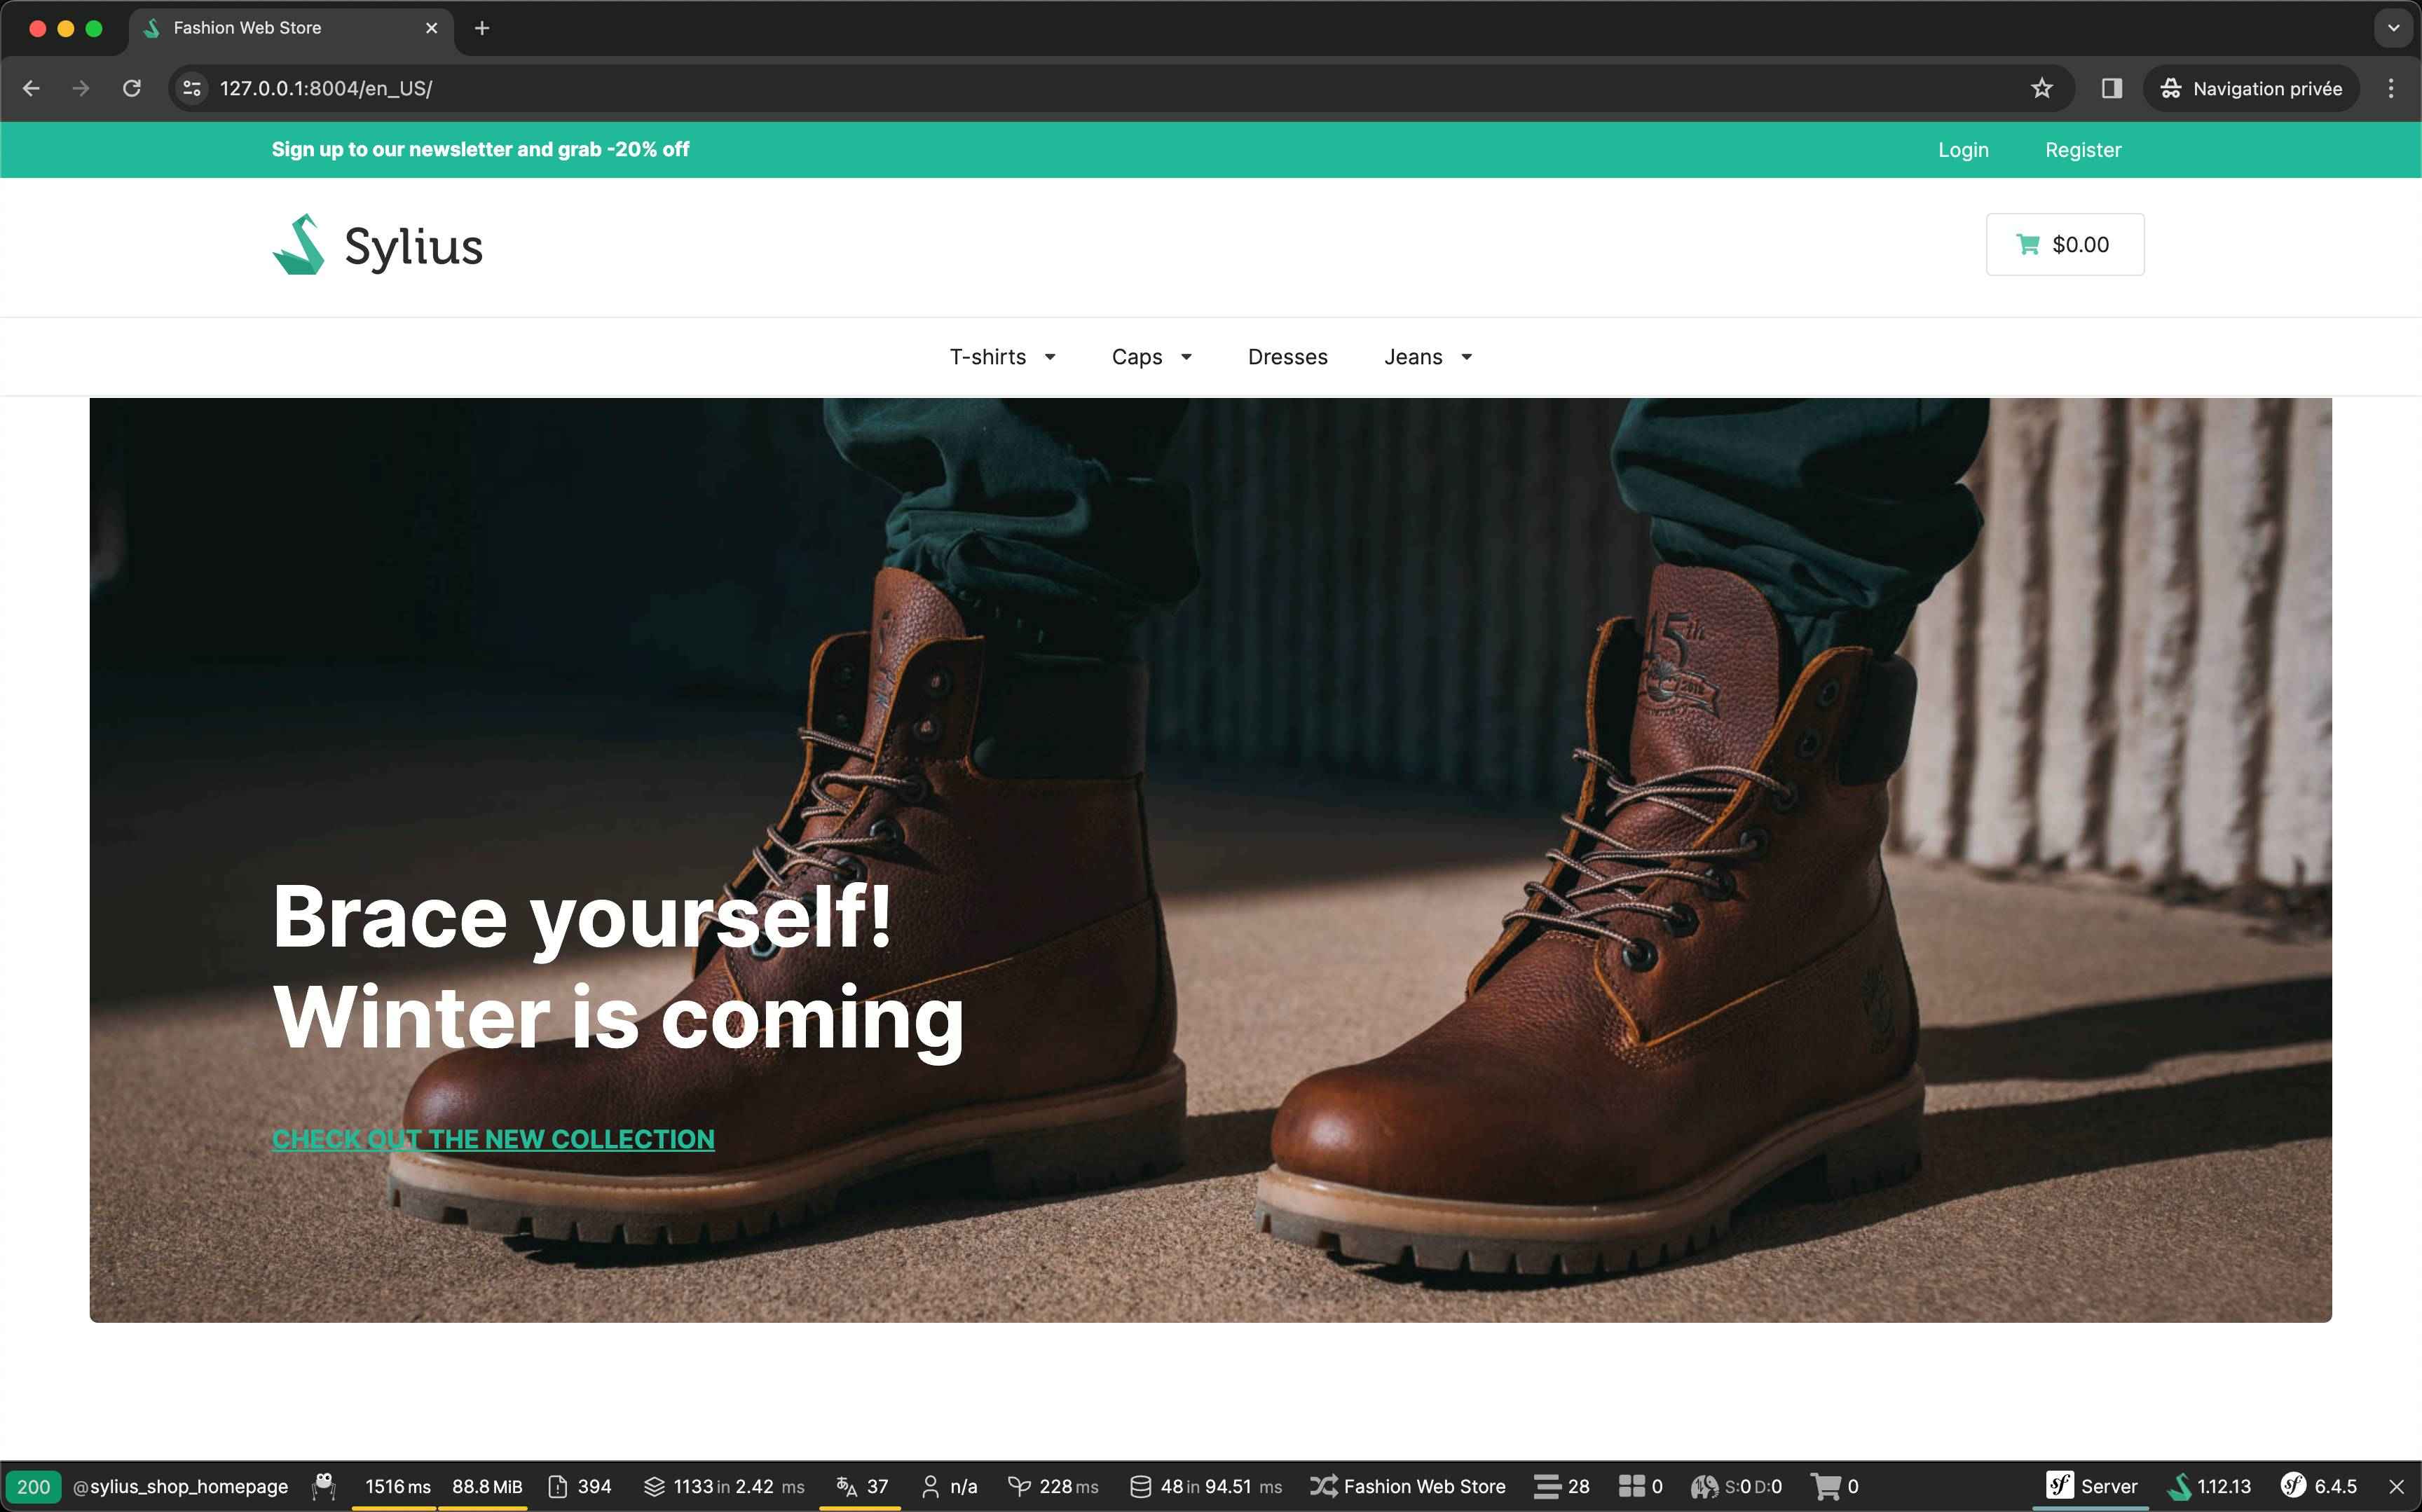 Fashion Web Store
127.0.0.1:8004/en_US/
Navigation privée
Sign up to our newsletter and grab -20% off
Login Register
Sylius
$0.00
T-shirts Caps Dresses Jeans
45th
Brace yourself!
Winter is coming
CHECK OUT THE NEW COLLECTION
200 @sylius_shop_homepage 1516 ms 88.8 MiB 394 1133 in 2.42 ms 37 n/a 228 ms 48 in 94.51 ms Fashion Web Store 28 0 S:0 D:0 0 sf Server 1.12.13 sf 6.4.5